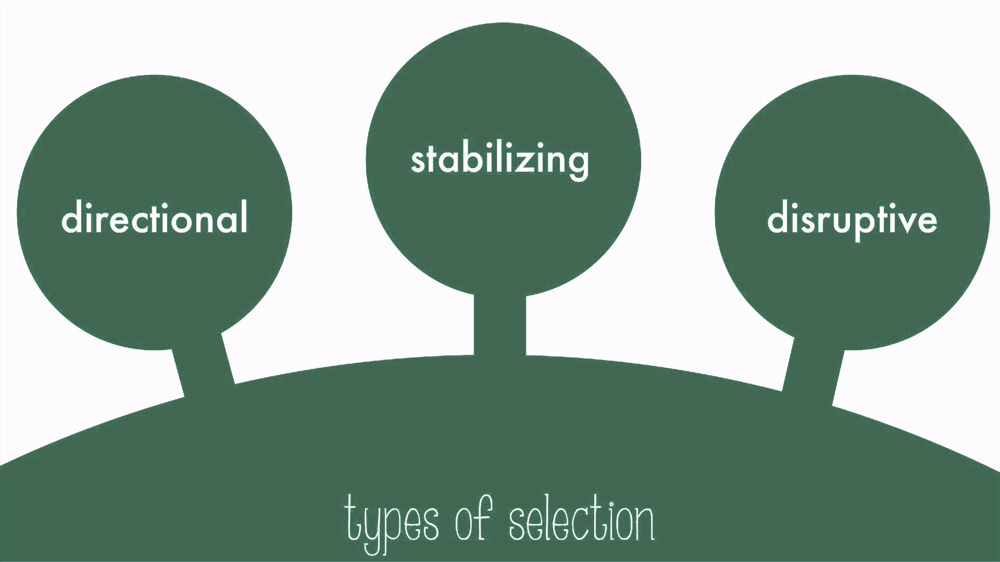 directional
stabilizing
disruptive
types of selection